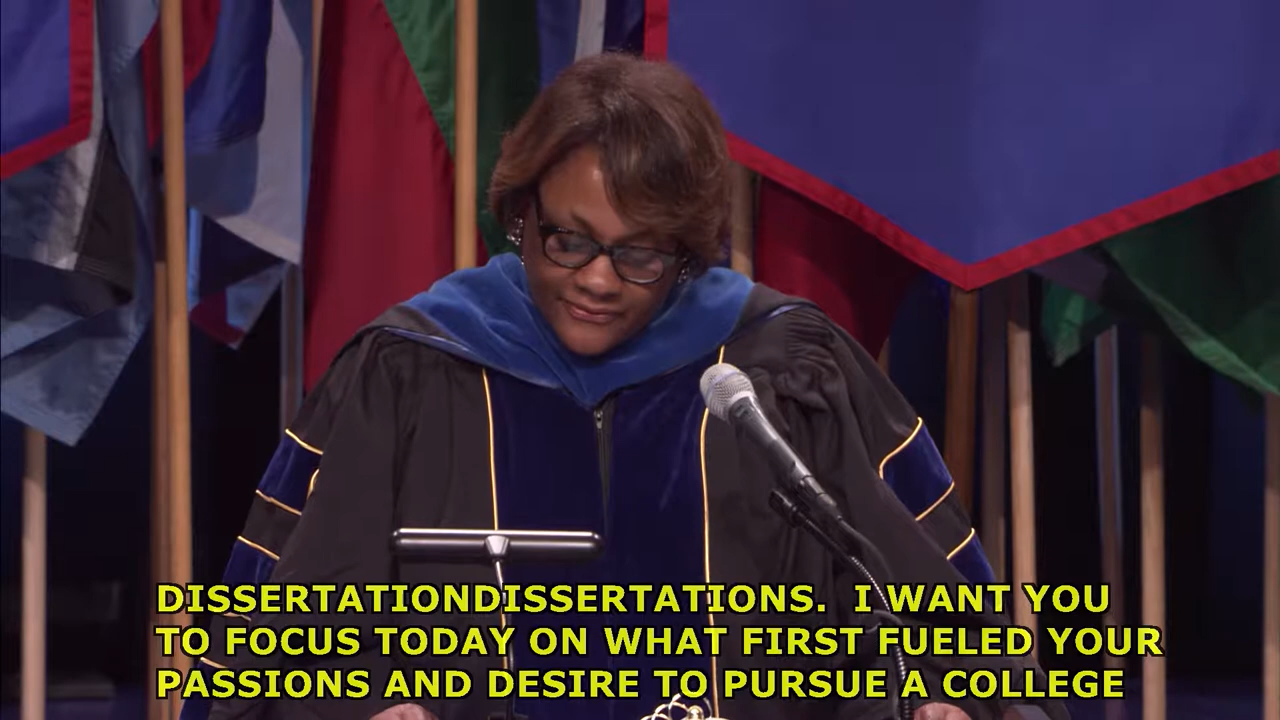 DISSERTATIONDISSERTATIONS.  I WANT YOU
TO FOCUS TODAY ON WHAT FIRST FUELED YOUR
PASSIONS AND DESIRE TO PURSUE A COLLEGE